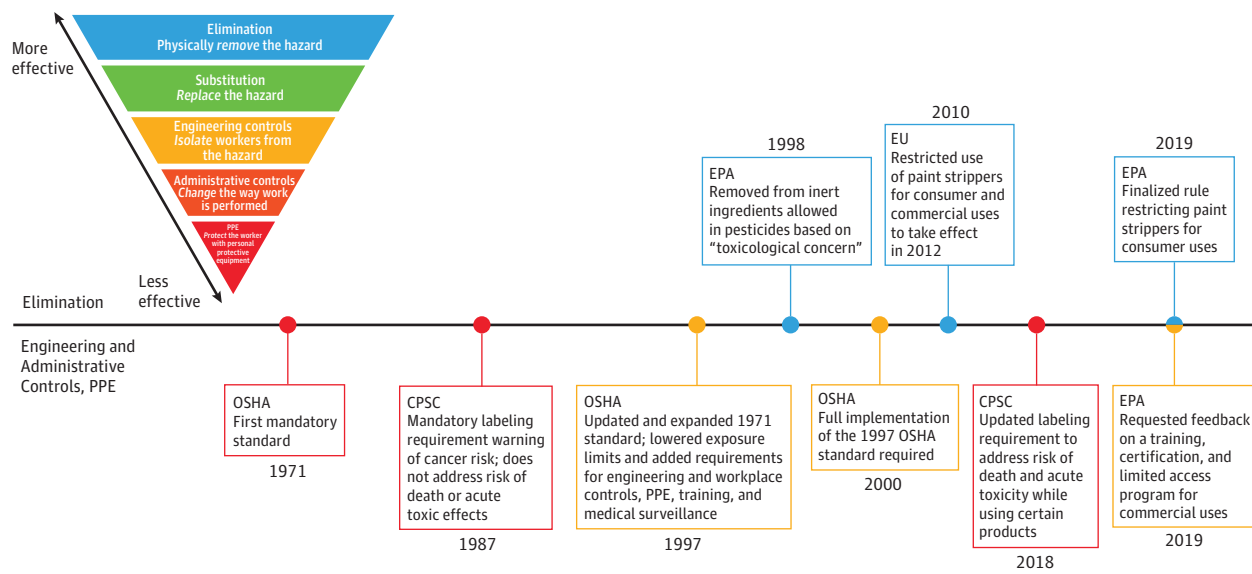 More
effective
Elimination
Physically remove the hazard
Substitution
Replace the hazard
Engineering controls
Isolate workers from
the hazard
Administrative controls
Change the way work
is performed
PPE
Protect the worker
with personal
protective
equipment
Less
effective
Elimination
Engineering and
Administrative
Controls, PPE
OSHA
First mandatory
standard
1971
CPSC
Mandatory labeling
requirement warning
of cancer risk; does
not address risk of
death or acute
toxic effects
1987
OSHA
Updated and expanded 1971
standard; lowered exposure
limits and added requirements
for engineering and workplace
controls, PPE, training, and
medical surveillance
1997
1998
EPA
Removed from inert
ingredients allowed
in pesticides based on
“toxicological concern”
OSHA
Full implementation
of the 1997 OSHA
standard required
2000
2010
EU
Restricted use
of paint strippers
for consumer and
commercial uses
to take effect
in 2012
CPSC
Updated labeling
requirement to
address risk of
death and acute
toxicity while
using certain
products
2018
2019
EPA
Finalized rule
restricting paint
strippers for
consumer uses
EPA
Requested feedback
on a training,
certification, and
limited access
program for
commercial uses
2019